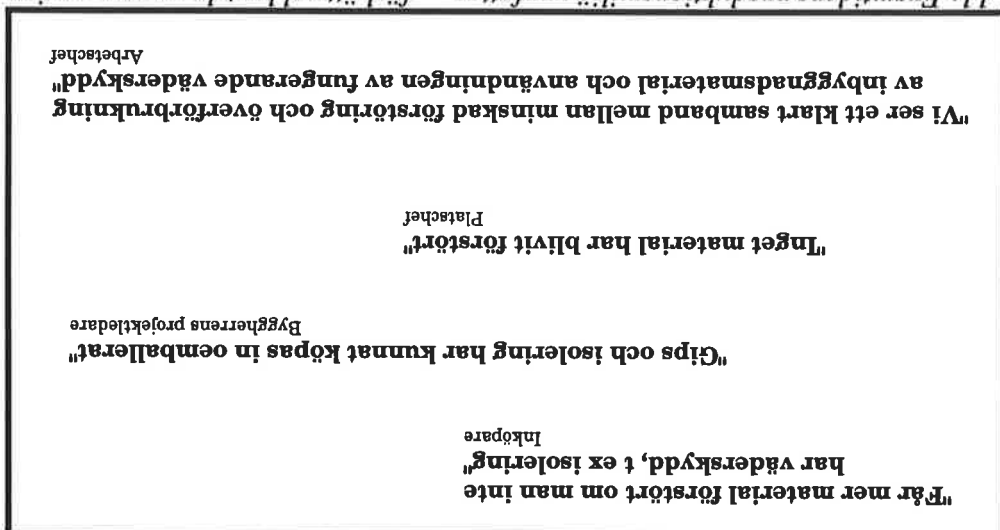 "Får mer material förstört om man inte
har väderskydd, t ex isolering"
Inköpare
"Gips och isolering har kunnat köpas in oemballerat"
Byggherrens projektledare
"Inget material har blivit förstört"
Platschef
"Vi ser ett klart samband mellan minskad förstöring och överförbrukning
av inbyggnadsmaterial och användningen av fungerande väderskydd"
Arbetschef